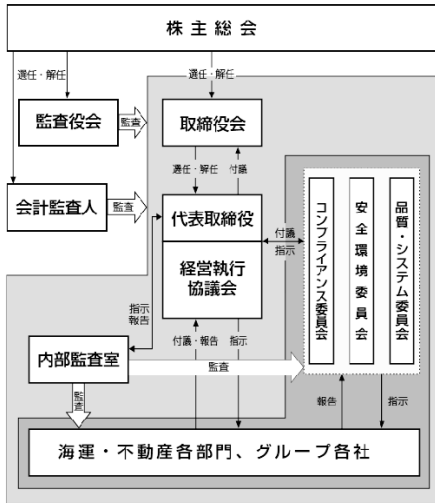 株主総会
選任・解任
選任・解任
監査役会
監査
取締役会
選任・解任
付議
会計監査人
監査
代表取締役
経営執行
協議会
付議
指示
コンプライアンス委員会
安全環境委員会
品質・システム委員会
指示
報告
内部監査室
付議・報告
指示
監査
監査
報告
指示
海運・不動産各部門、グループ各社